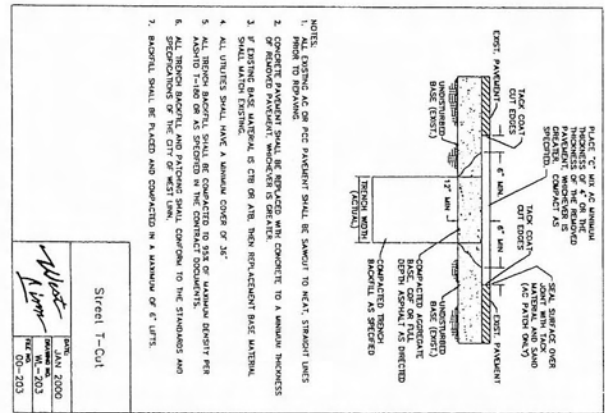 PLACE "C" MIX AC MINIMUM
THICKNESS OF 4" OR THE
THICKNESS OF THE REMOVED
PAVEMENT, WHICHEVER IS
GREATER. COMPACT AS
SPECIFIED.
SEAL SURFACE OVER
JOINT WITH TACK
MATERIAL AND SAND
(AC PATCH ONLY)
TACK COAT
CUT EDGES
TACK COAT
CUT EDGES
EXIST. PAVEMENT
EXIST. PAVEMENT
6" MIN.
6" MIN
12" MIN
UNDISTURBED
BASE (EXIST.)
UNDISTURBED
BASE (EXIST.)
COMPACTED AGGREGATE
BASE, CDF OR FULL
DEPTH ASPHALT AS DIRECTED
TRENCH WIDTH
(ACTUAL)
COMPACTED TRENCH
BACKFILL AS SPECIFIED
NOTES:
1. ALL EXISTING AC OR PCC PAVEMENT SHALL BE SAWCUT TO NEAT, STRAIGHT LINES
PRIOR TO REPAVING
2. CONCRETE PAVEMENT SHALL BE REPLACED WITH CONCRETE TO A MINIMUM THICKNESS
OF REMOVED PAVEMENT, WHICHEVER IS GREATER.
3. IF EXISTING BASE MATERIAL IS CTB OR ATB, THEN REPLACEMENT BASE MATERIAL
SHALL MATCH EXISTING.
4. ALL UTILITIES SHALL HAVE A MINIMUM COVER OF 36"
5. ALL TRENCH BACKFILL SHALL BE COMPACTED TO 95% OF MAXIMUM DENSITY PER
AASHTO T-180 OR AS SPECIFIED IN THE CONTRACT DOCUMENTS.
6. ALL TRENCH BACKFILL AND PATCHING SHALL CONFORM TO THE STANDARDS AND
SPECIFICATIONS OF THE CITY OF WEST LINN.
7. BACKFILL SHALL BE PLACED AND COMPACTED IN A MAXIMUM OF 6" LIFTS.
Street T-Cut
West Linn
DATE: JAN 2000
DRAWING NO. WL-203
FILE NO. 00-203